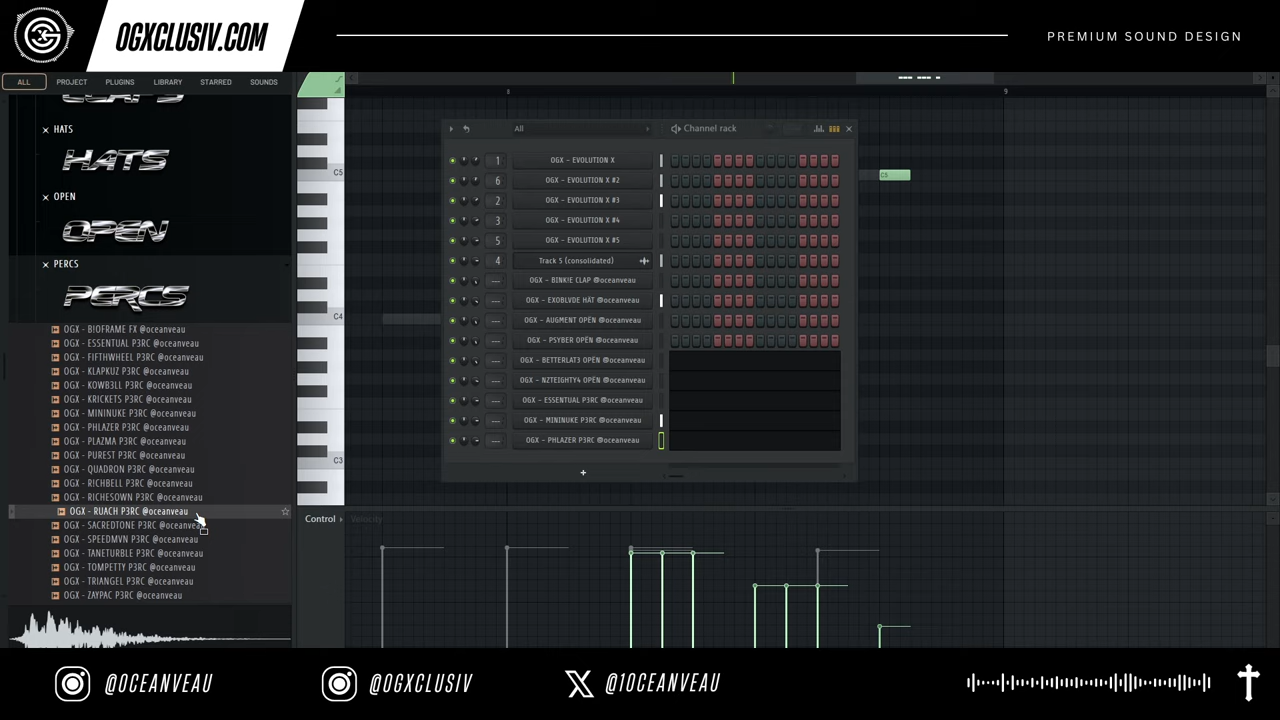 OGXCLUSIV.COM
PREMIUM SOUND DESIGN
ALL
PROJECT
PLUGINS
LIBRARY
STARRED
SOUNDS
CLAPS
HATS
HATS
OPEN
OPEN
PERCS
PERCS
OGX - BIOFRAME FX @oceanveau
OGX - ESSENTUAL P3RC @oceanveau
OGX - FIFTHWHEEL P3RC @oceanveau
OGX - KLAPKUZ P3RC @oceanveau
OGX - KOWB3LL P3RC @oceanveau
OGX - KRICKETS P3RC @oceanveau
OGX - MININUKE P3RC @oceanveau
OGX - PHLAZER P3RC @oceanveau
OGX - PLAZMA P3RC @oceanveau
OGX - PUREST P3RC @oceanveau
OGX - QUADRON P3RC @oceanveau
OGX - RICHBELL P3RC @oceanveau
OGX - RICHESOWN P3RC @oceanveau
OGX - RUACH P3RC @oceanveau
OGX - SACREDTONE P3RC @oceanveau
OGX - SPEEDMVN P3RC @oceanveau
OGX - TANETURBLE P3RC @oceanveau
OGX - TOMPETTY P3RC @oceanveau
OGX - TRIANGEL P3RC @oceanveau
OGX - ZAYPAC P3RC @oceanveau
8
9
C5
C4
C3
C5
All
Channel rack
1 OGX - EVOLUTION X
6 OGX - EVOLUTION X #2
2 OGX - EVOLUTION X #3
3 OGX - EVOLUTION X #4
5 OGX - EVOLUTION X #5
4 Track 5 (consolidated)
--- OGX - BINKIE CLAP @oceanveau
--- OGX - EXOBLVDE HÄT @oceanveau
--- OGX - AUGMENT OPËN @oceanveau
--- OGX - PSYBER OPËN @oceanveau
--- OGX - BETTERLAT3 OPËN @oceanveau
--- OGX - NZTEIGHTY4 OPËN @oceanveau
--- OGX - ESSENTUAL P3RC @oceanveau
--- OGX - MININUKE P3RC @oceanveau
--- OGX - PHLAZER P3RC @oceanveau
+
Control
Velocity
@OCEANVEAU
@OGXCLUSIV
@1OCEANVEAU